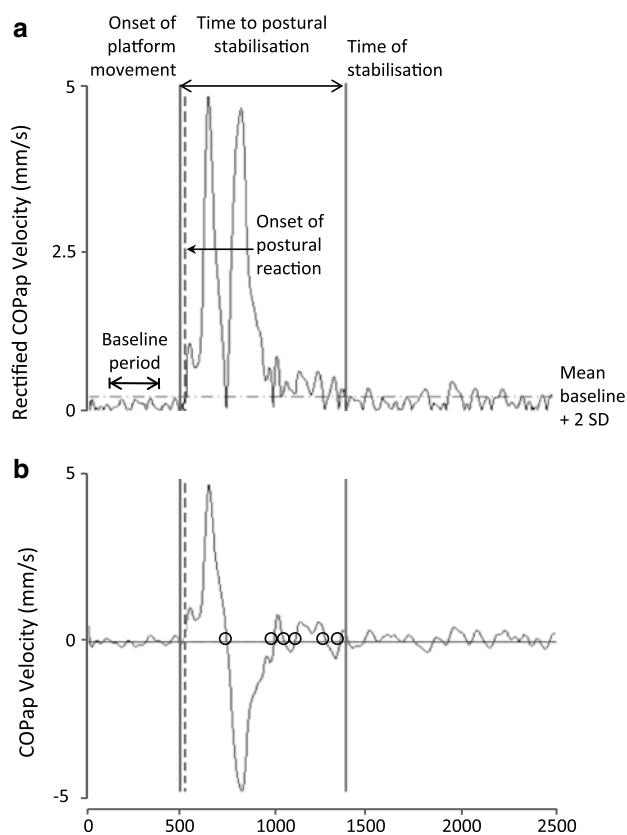 a
Onset of
platform
movement
Time to postural
stabilisation
Time of
stabilisation
5
Rectified COPap Velocity (mm/s)
2.5
Onset of
postural
reaction
Baseline
period
0
Mean
baseline
+ 2 SD
b
5
COPap Velocity (mm/s)
0
-5
0 500 1000 1500 2000 2500